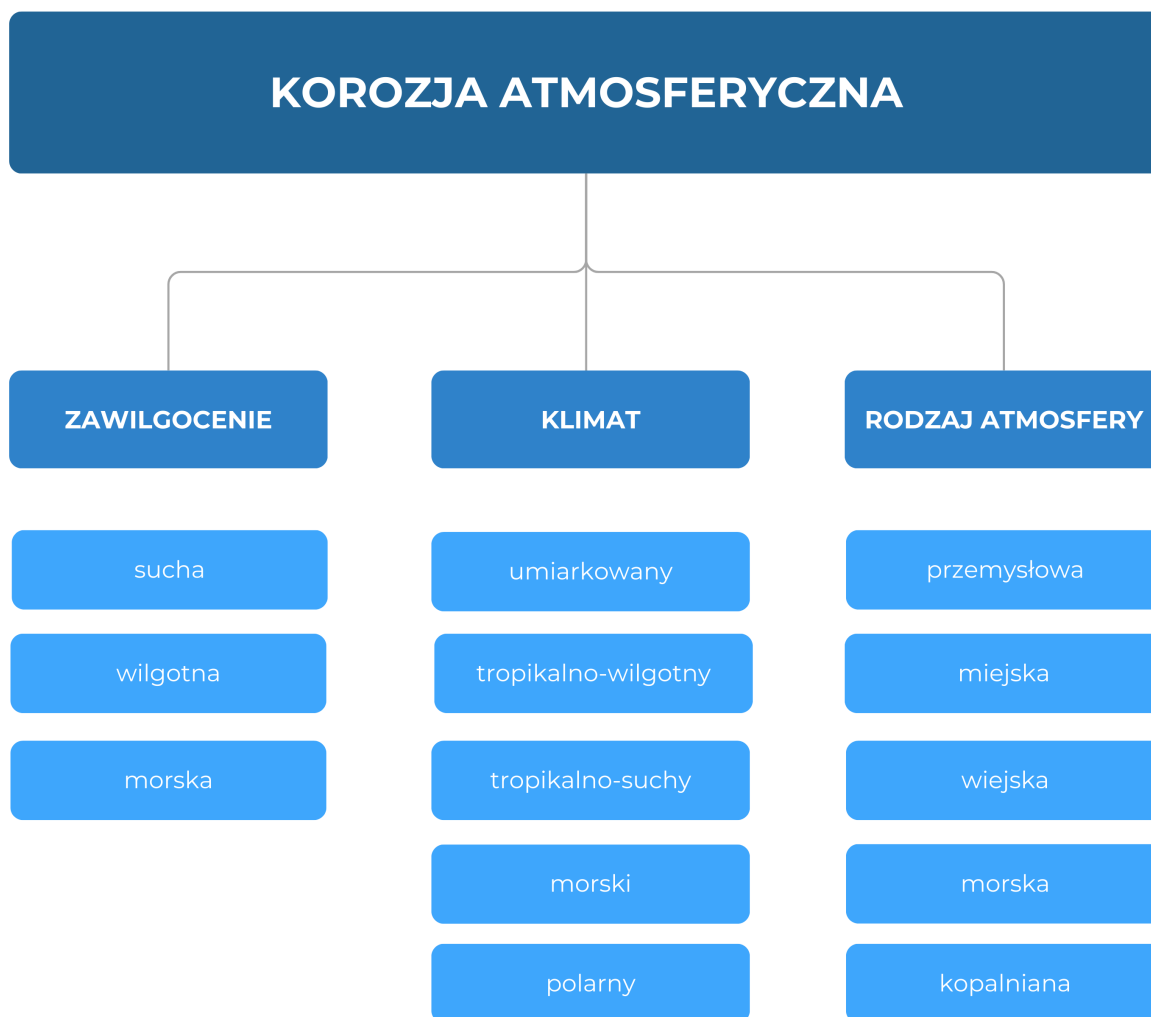 KOROZJA ATMOSFERYCZNA
ZAWILGOCENIE
KLIMAT
RODZAJ ATMOSFERY
sucha
umiarkowany
przemysłowa
wilgotna
tropikalno-wilgotny
miejska
morska
tropikalno-suchy
wiejska
morski
morska
polarny
kopalniana